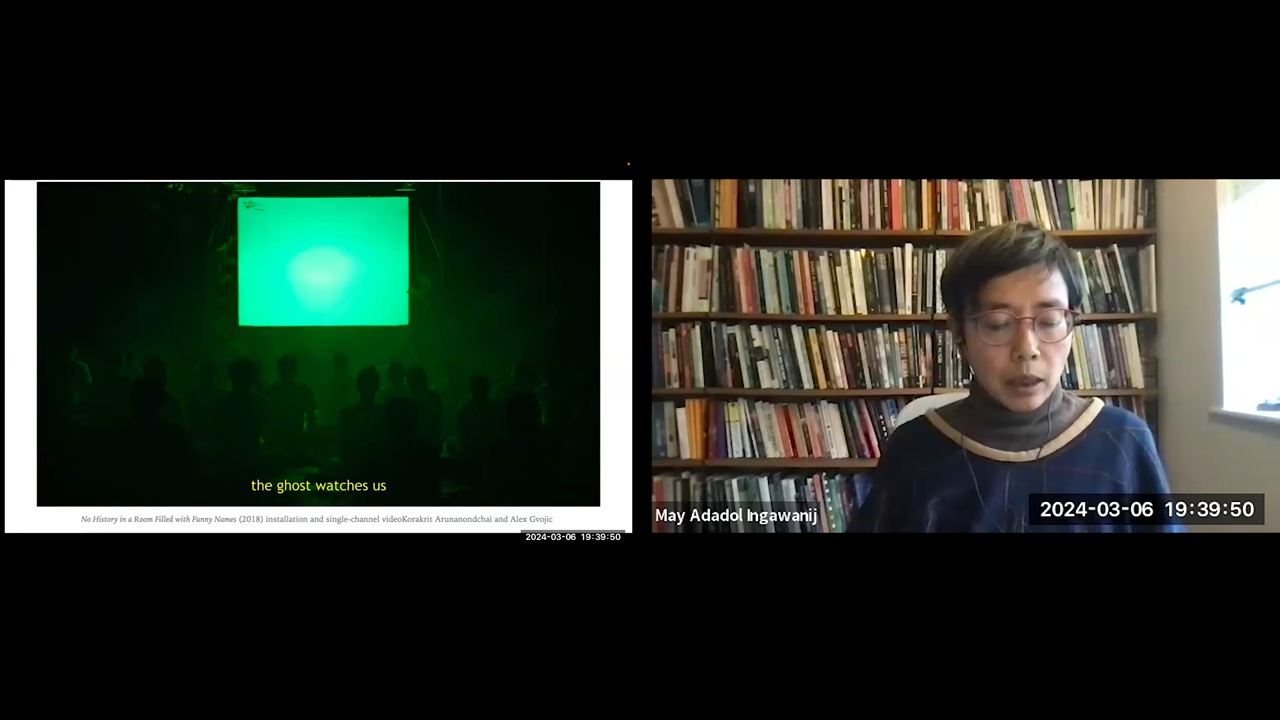 the ghost watches us
No History in a Room Filled with Funny Names (2018) installation and single-channel videoKorakrit Arunanondchai and Alex Gvojic
2024-03-06 19:39:50
May Adadol Ingawanij
2024-03-06 19:39:50